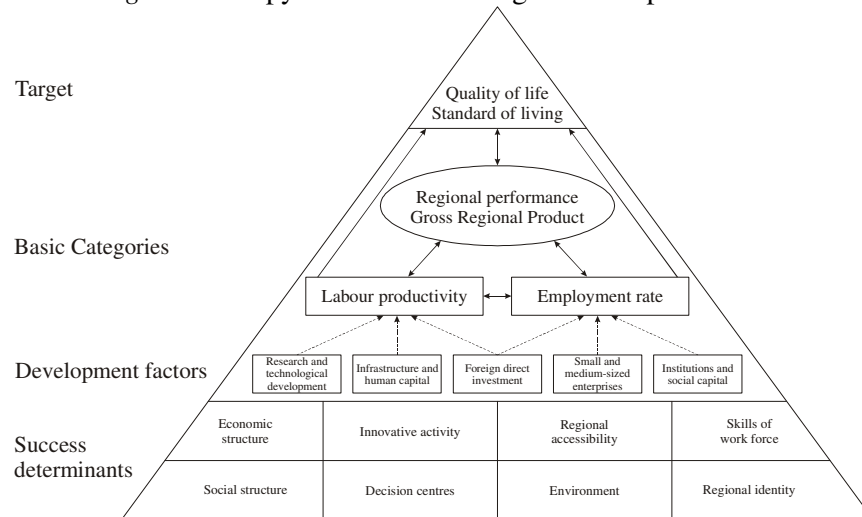 Target
Quality of life
Standard of living
Regional performance
Gross Regional Product
Basic Categories
Labour productivity
Employment rate
Development factors
Research and
technological
development
Infrastructure and
human capital
Foreign direct
investment
Small and
medium-sized
enterprises
Institutions and
social capital
Success
determinants
Economic
structure
Innovative activity
Regional
accessibility
Skills of
work force
Social structure
Decision centres
Environment
Regional identity